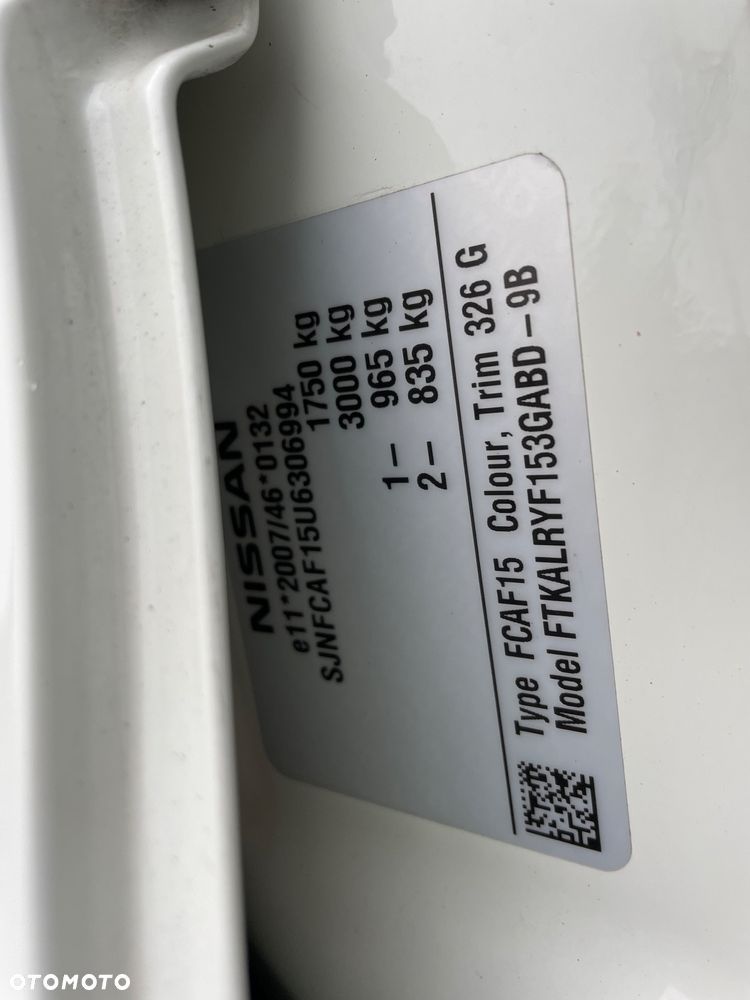 NISSAN
e11*2007/46*0132
SJNFCAF15U6306994
1750 kg
3000 kg
1- 965 kg
2- 835 kg
Type FCAF15 Colour, Trim 326 G
Model FTKALRYF153GABD-9B
OTOMOTO